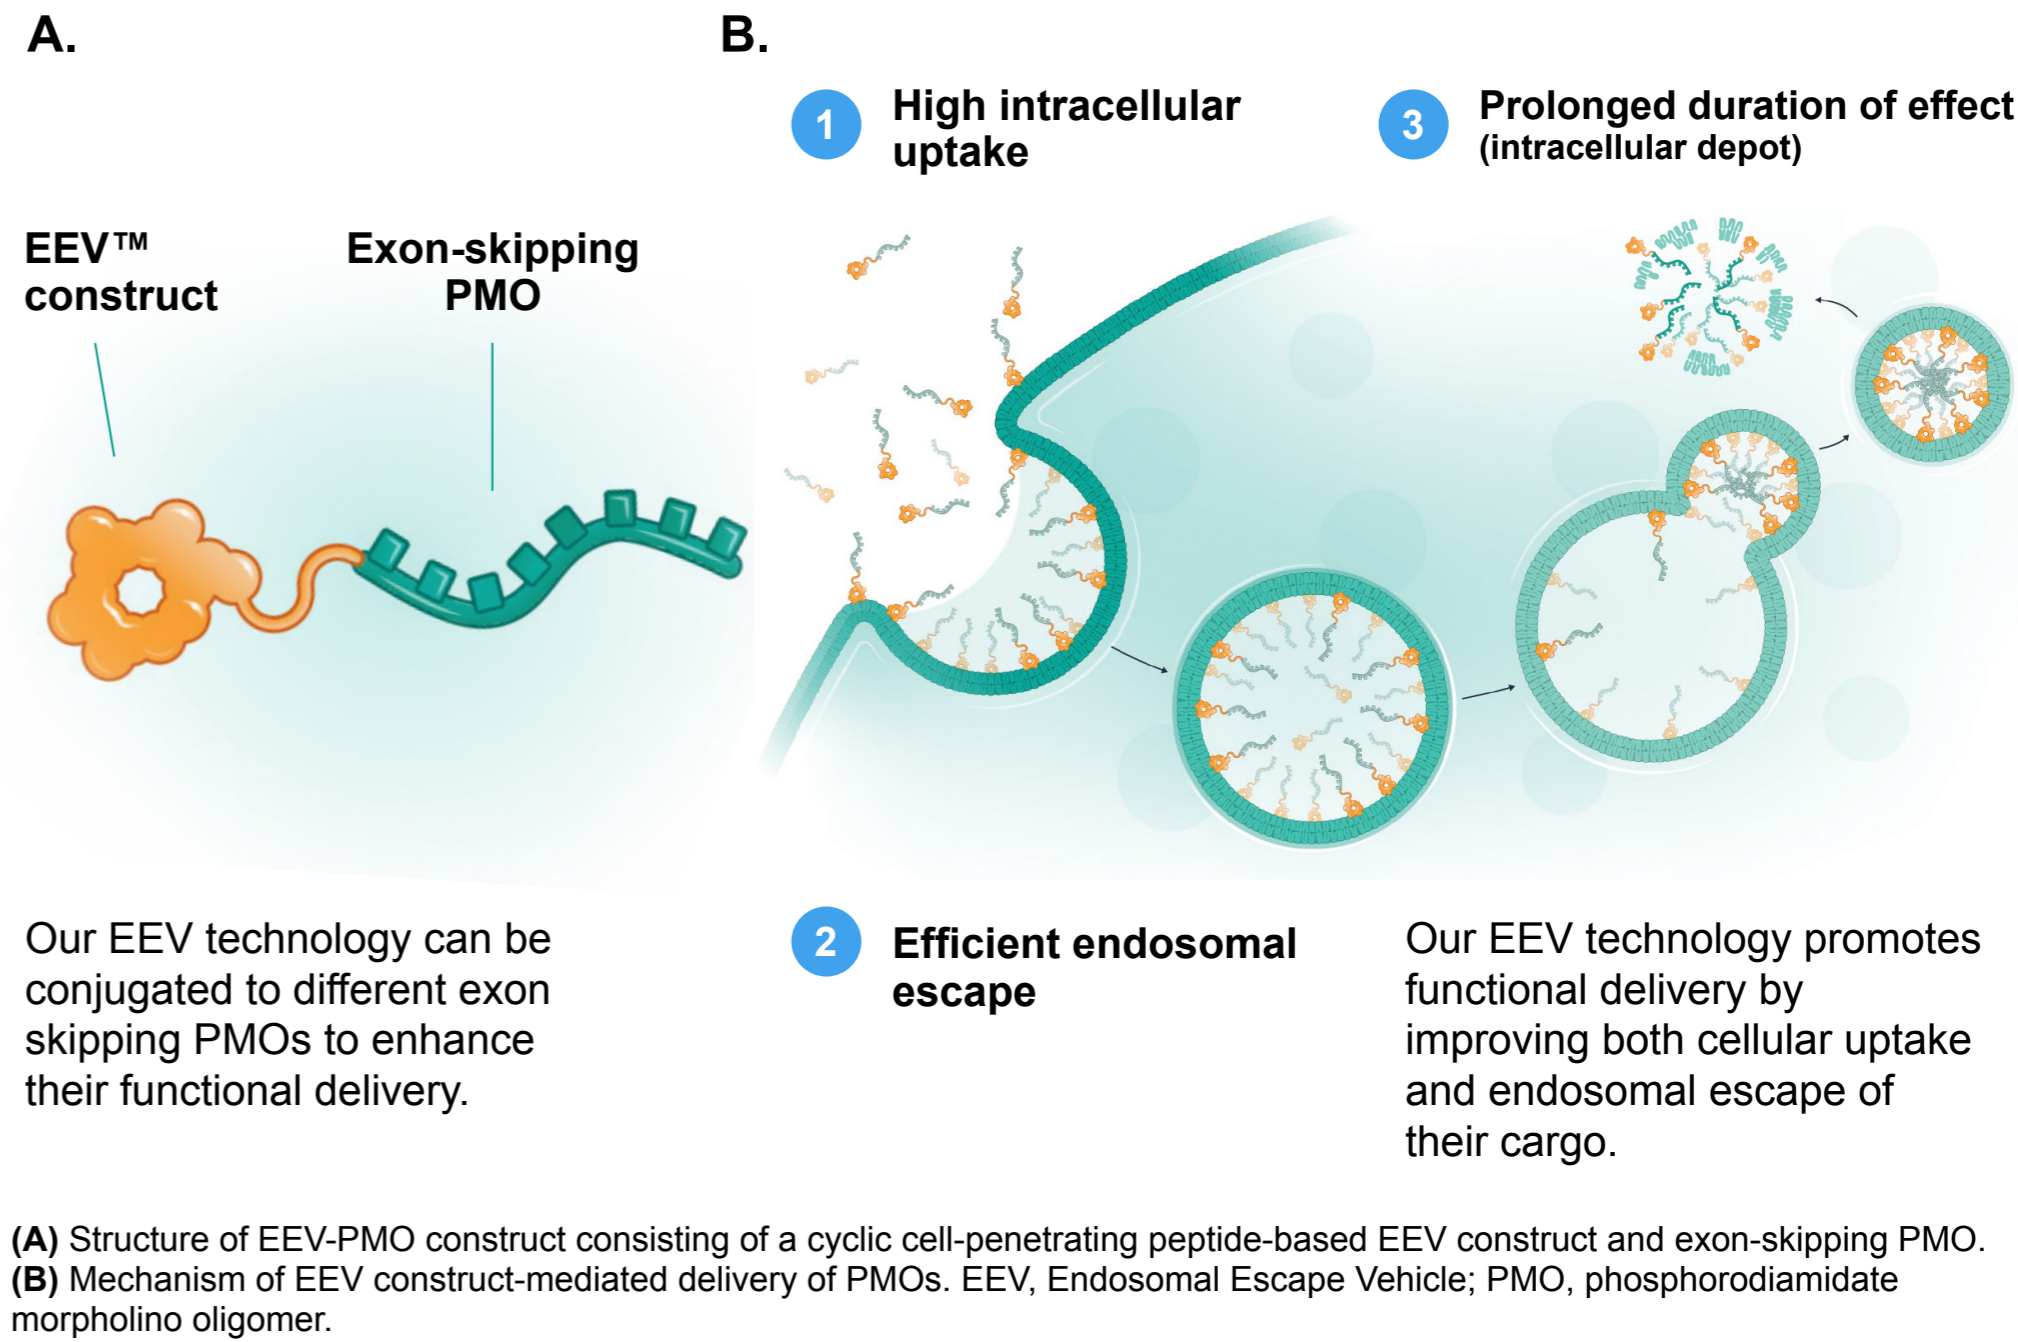 A.
EEV™
construct
Exon-skipping
PMO
Our EEV technology can be
conjugated to different exon
skipping PMOs to enhance
their functional delivery.
B.
1
High intracellular
uptake
3
Prolonged duration of effect
(intracellular depot)
2
Efficient endosomal
escape
Our EEV technology promotes
functional delivery by
improving both cellular uptake
and endosomal escape of
their cargo.
(A) Structure of EEV-PMO construct consisting of a cyclic cell-penetrating peptide-based EEV construct and exon-skipping PMO.
(B) Mechanism of EEV construct-mediated delivery of PMOs. EEV, Endosomal Escape Vehicle; PMO, phosphorodiamidate
morpholino oligomer.